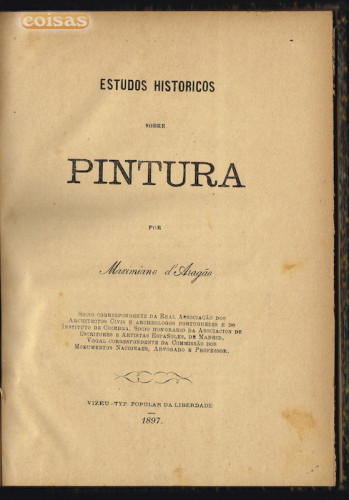 coisas
ESTUDOS HISTORICOS
SOBRE
PINTURA
POR
Maximiano d'Aragão
SOCIO CORRESPONDENTE DA REAL ASSOCIAÇÃO DOS
ARCHITECTOS CIVIS E ARCHEOLOGOS PORTUGUEZES E DO
INSTITUTO DE COIMBRA, SOCIO HONORARIO DA ASOCIACION DE
ESCRITORES E ARTISTAS ESPAÑOLES, DE MADRID,
VOGAL CORRESPONDENTE DA COMMISSÃO DOS
MONUMENTOS NACIONAES, ADVOGADO E PROFESSOR.
VIZEU—TYP. POPULAR DA LIBERDADE
1897.